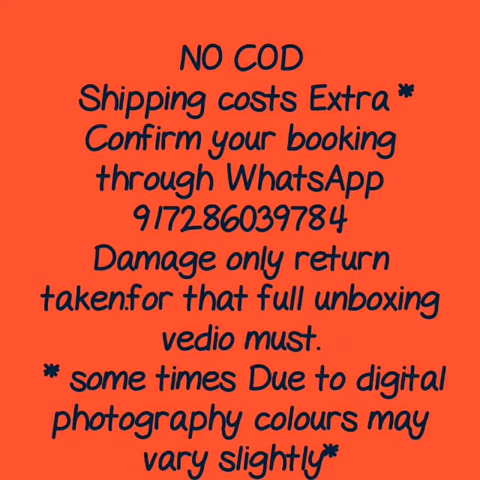 NO COD
Shipping costs Extra *
Confirm your booking
through WhatsApp
917286039784
Damage only return
taken.for that full unboxing
vedio must.
* some times Due to digital
photography colours may
vary slightly*